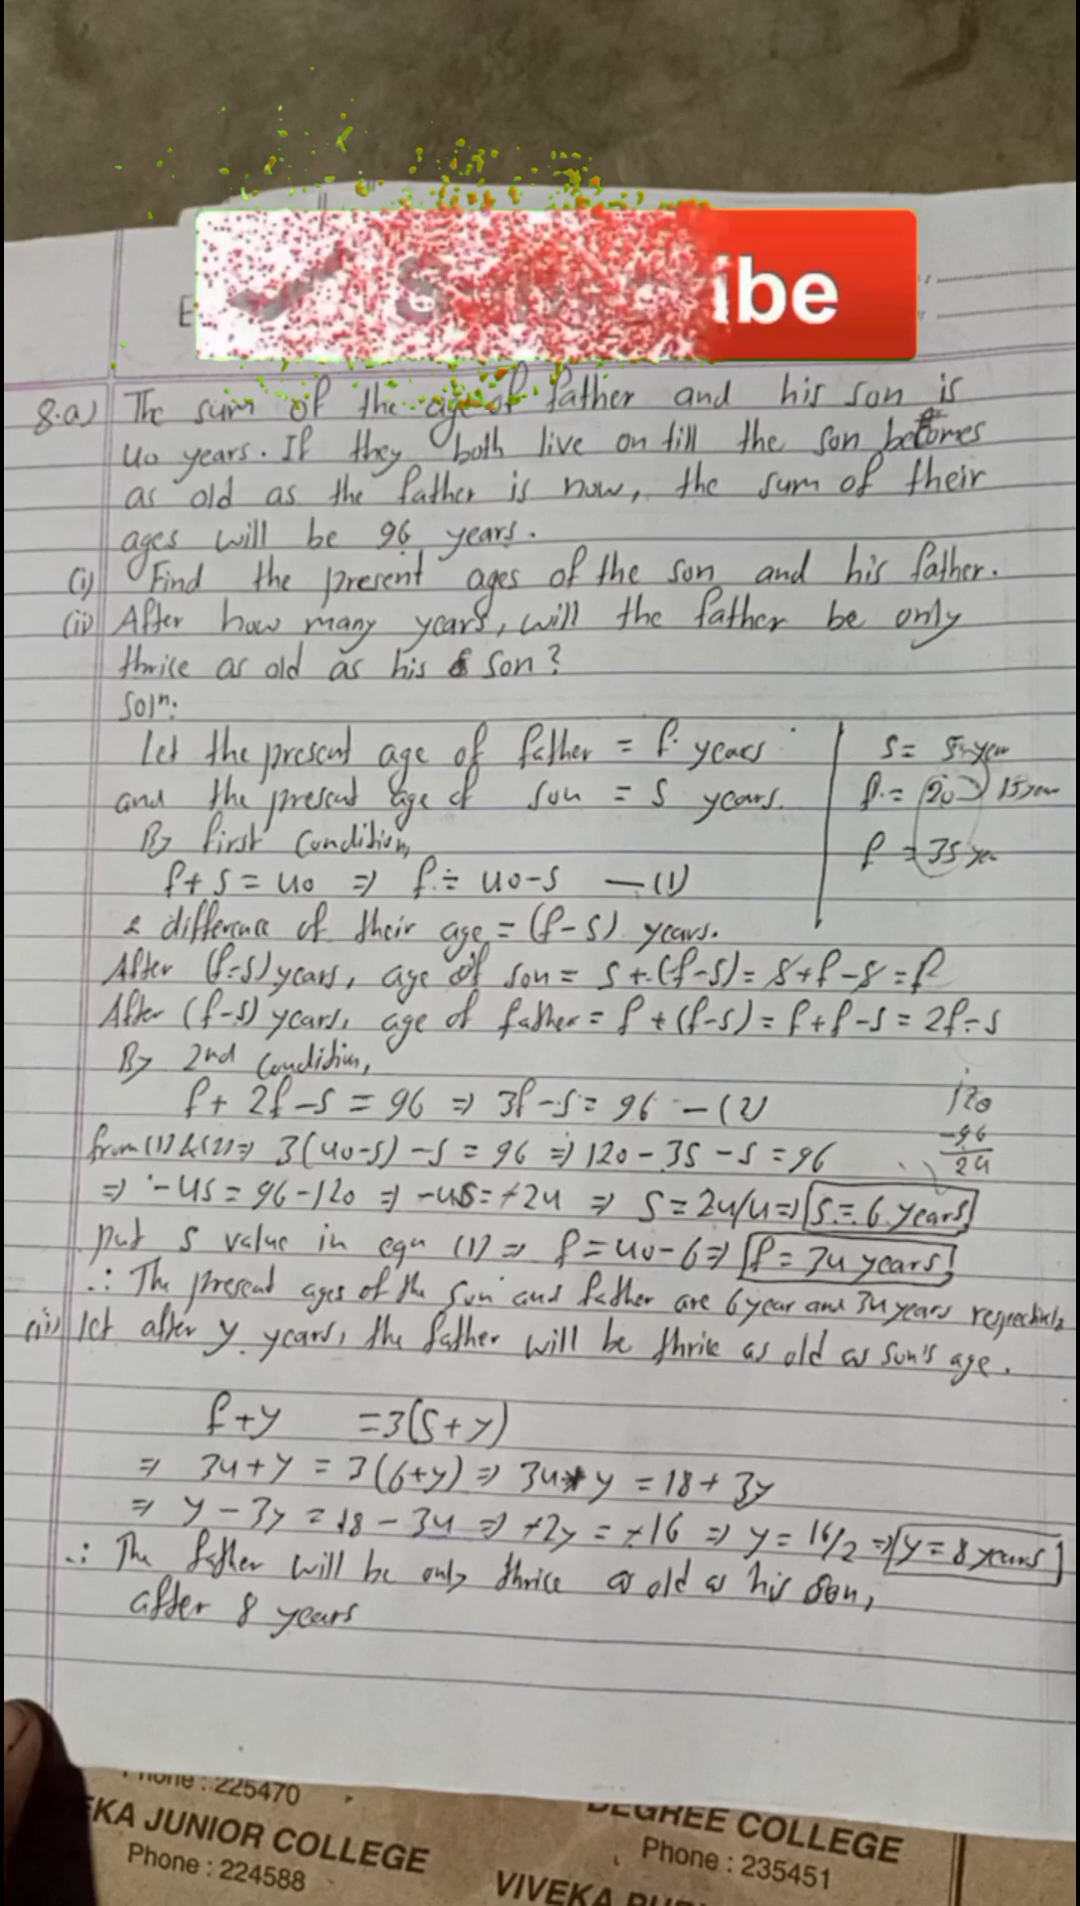 ibe
8.a) The sum of the age of father and his son is
40 years. If they both live on till the son becomes
as old as the father is now, the sum of their
ages will be 96 years.
(i) Find the present ages of the son and his father.
(ii) After how many years, will the father be only
thrice as old as his son?
Soln:
Let the present age of father = f. years
and the present age of son = S years.
S = 5 year
f. = 20 15 year
f = 35 yea
By first condition,
f + S = 40 ⇒ f = 40-S —(1)
& difference of their age = (f-S) years.
After (f-S) years, age of son = S + (f-S) = S+f-S = f
After (f-S) years, age of father = f + (f-S) = f+f-S = 2f-S
By 2nd Condition,
f + 2f - S = 96 ⇒ 3f - S = 96 —(2)
120
-96
24
from (1) & (2) ⇒ 3(40-S) - S = 96 ⇒ 120 - 3S - S = 96
⇒ -4S = 96-120 ⇒ -4S = -24 ⇒ S = 24/4 ⇒ S = 6 years
put S value in eqn (1) ⇒ f = 40-6 ⇒ f = 34 years
∴ The present ages of the son and father are 6 year and 34 years respectively
(ii) let after y years, the father will be thrice as old as son's age.
f+y = 3(S+y)
⇒ 34+y = 3(6+y) ⇒ 34+y = 18+3y
⇒ y-3y = 18-34 ⇒ -2y = -16 ⇒ y = 16/2 ⇒ y = 8 years
∴ The father will be only thrice as old as his son,
after 8 years
Phone : 225470
EKA JUNIOR COLLEGE
Phone : 224588
DEGREE COLLEGE
Phone : 235451
VIVEKA